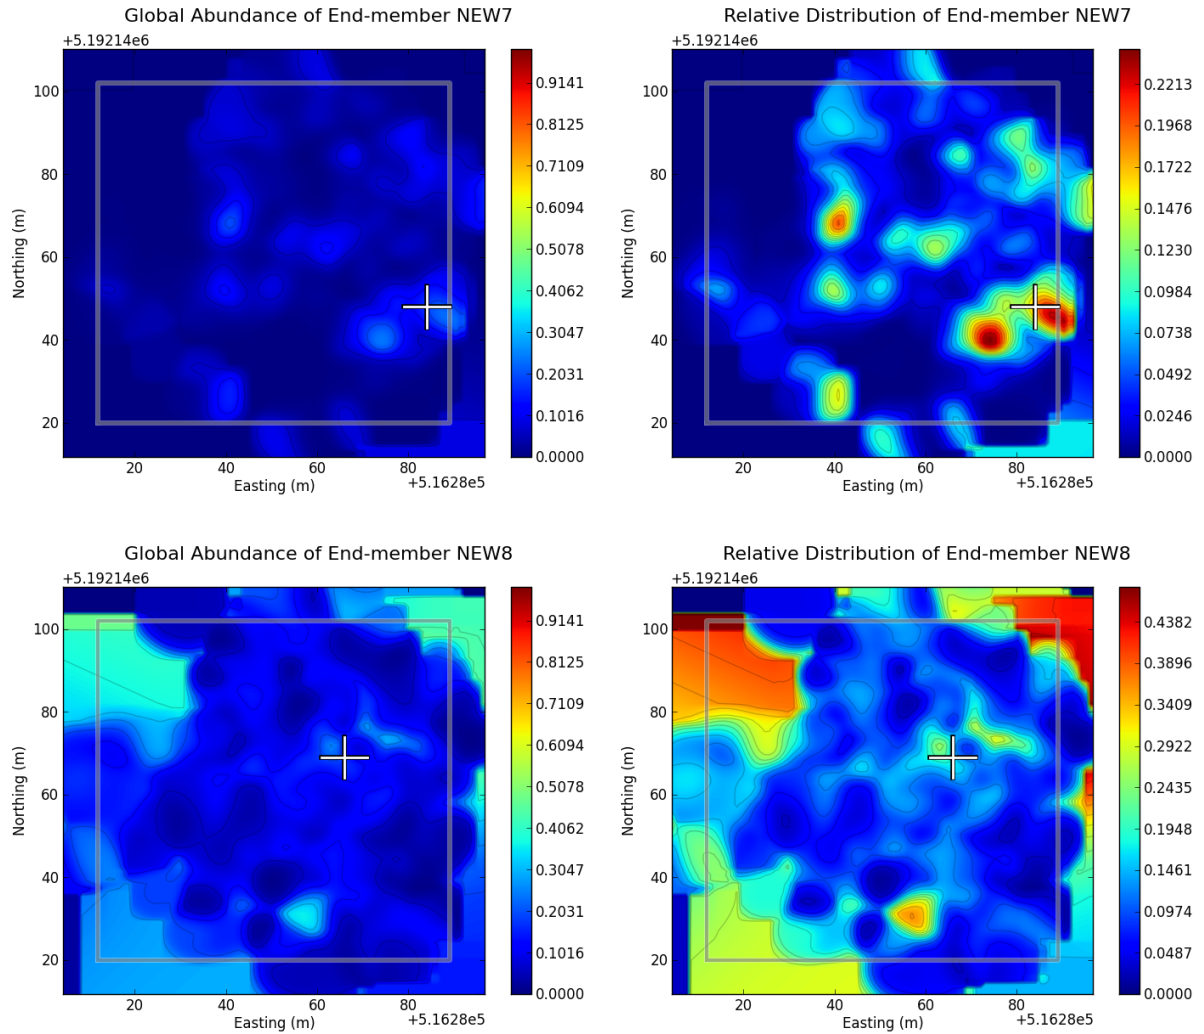 Global Abundance of End-member NEW7
+5.19214e6
100
80
60
40
20
Northing (m)
20 40 60 80
Easting (m)
+5.1628e5
0.9141
0.8125
0.7109
0.6094
0.5078
0.4062
0.3047
0.2031
0.1016
0.0000
Relative Distribution of End-member NEW7
+5.19214e6
100
80
60
40
20
Northing (m)
20 40 60 80
Easting (m)
+5.1628e5
0.2213
0.1968
0.1722
0.1476
0.1230
0.0984
0.0738
0.0492
0.0246
0.0000
Global Abundance of End-member NEW8
+5.19214e6
100
80
60
40
20
Northing (m)
20 40 60 80
Easting (m)
+5.1628e5
0.9141
0.8125
0.7109
0.6094
0.5078
0.4062
0.3047
0.2031
0.1016
0.0000
Relative Distribution of End-member NEW8
+5.19214e6
100
80
60
40
20
Northing (m)
20 40 60 80
Easting (m)
+5.1628e5
0.4382
0.3896
0.3409
0.2922
0.2435
0.1948
0.1461
0.0974
0.0487
0.0000